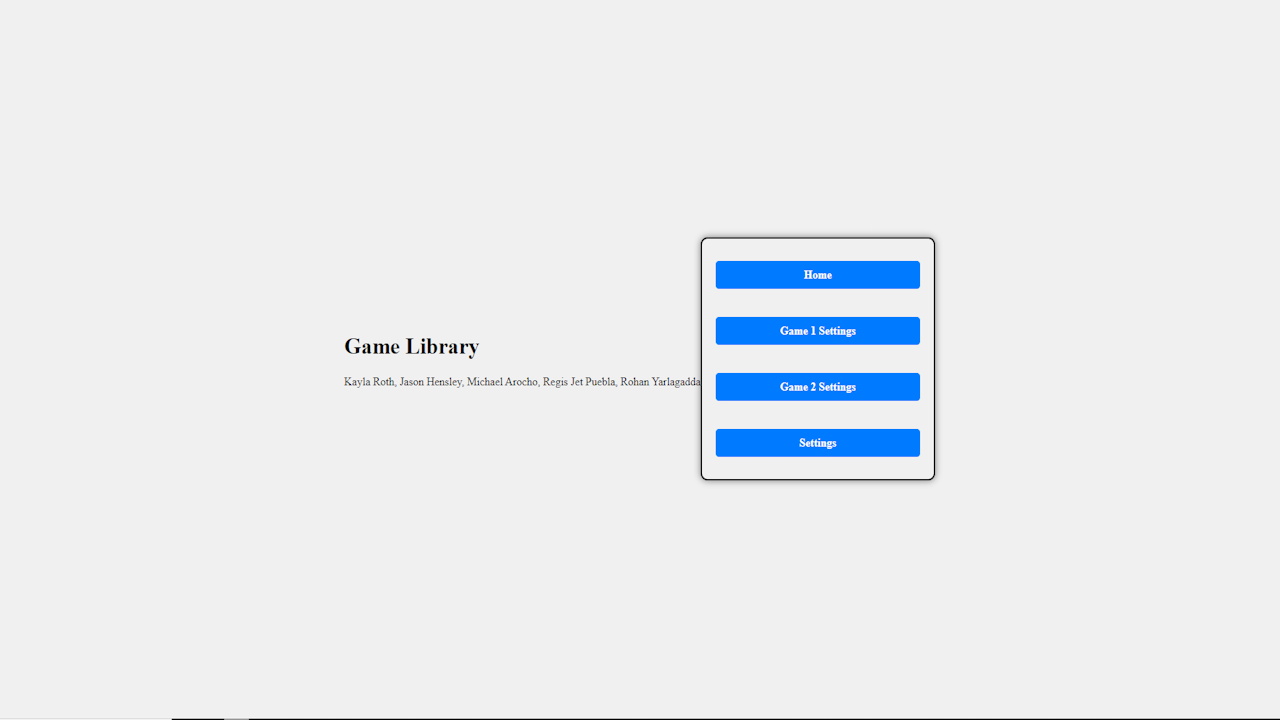 Game Library
Kayla Roth, Jason Hensley, Michael Arocho, Regis Jet Puebla, Rohan Yarlagadda
Home
Game 1 Settings
Game 2 Settings
Settings